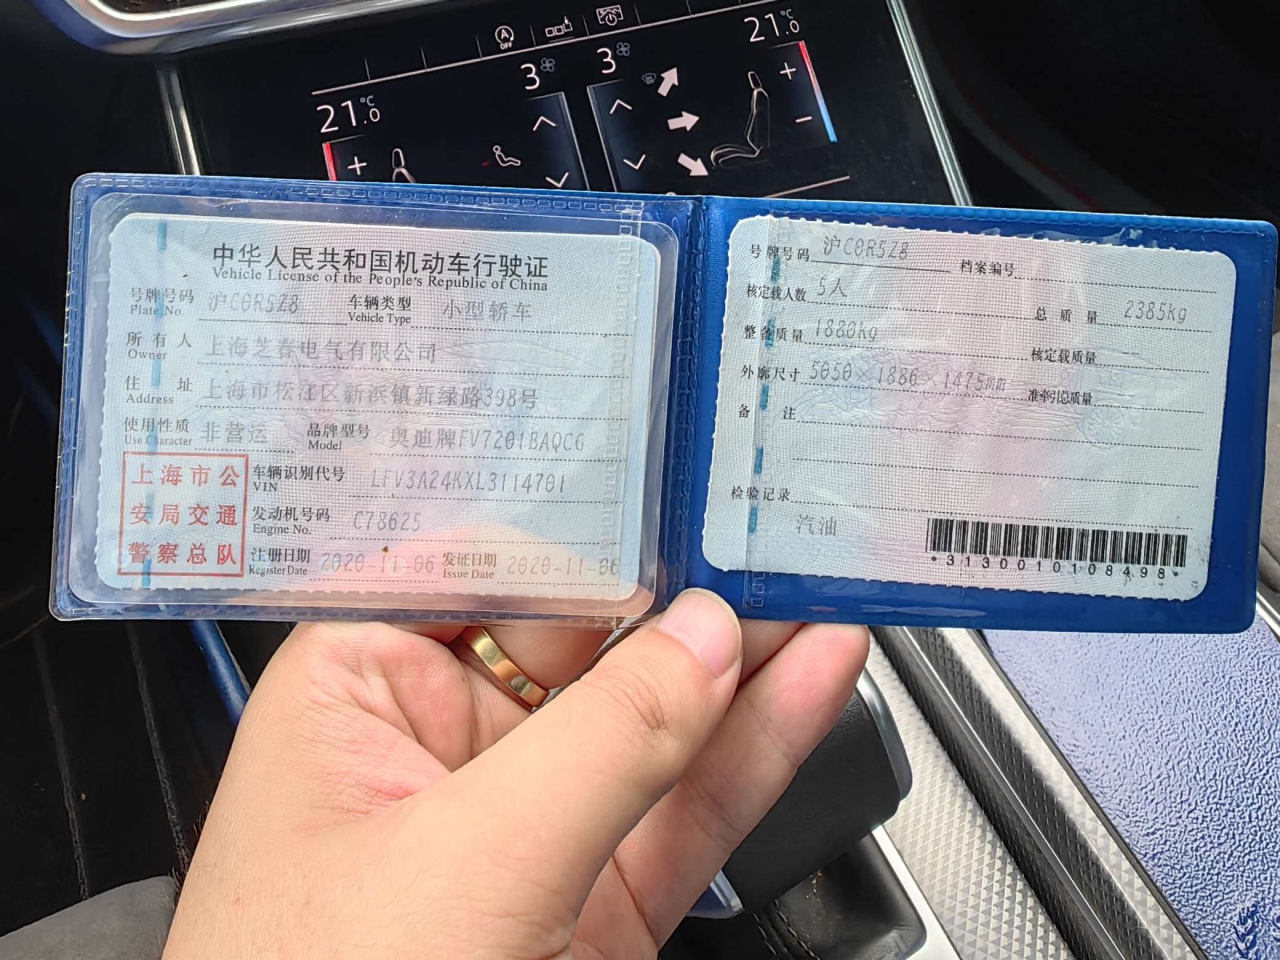 A OFF
21.0°C
3
3
21.0°C
+
+
−
中华人民共和国机动车行驶证
Vehicle License of the People's Republic of China
号牌号码 沪C0R5Z8 车辆类型 小型轿车
Plate No. Vehicle Type
所有人 上海芝春电气有限公司
Owner
住址 上海市松江区新浜镇新绿路398号
Address
使用性质 非营运 品牌型号 奥迪牌FV7201BAQCG
Use Character Model
上海市公
安局交通
警察总队
车辆识别代号 LFV3A24KXL3114701
VIN
发动机号码 C78625
Engine No.
注册日期 2020-11-06 发证日期 2020-11-06
Register Date Issue Date
号牌号码 沪C0R5Z8 档案编号
核定载人数 5人 总质量 2385kg
整备质量 1880kg 核定载质量
外廓尺寸 5050×1886×1475mm 准牵引总质量
备注
检验记录
汽油
*3130010108498*